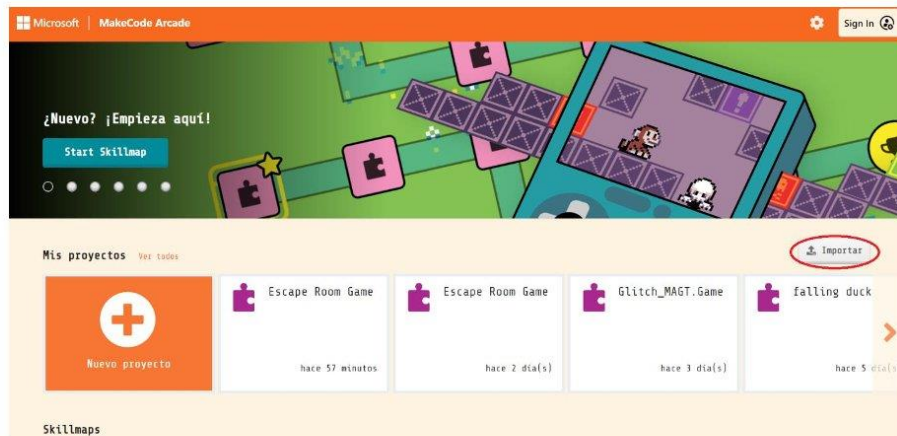 Microsoft | MakeCode Arcade
Sign In
¿Nuevo? ¡Empieza aquí!
Start Skillmap
Mis proyectos Ver todos
Importar
Nuevo proyecto
Escape Room Game
hace 57 minutos
Escape Room Game
hace 2 día(s)
Glitch_MAGT.Game
hace 3 día(s)
falling duck
hace 5 día(s
Skillmaps